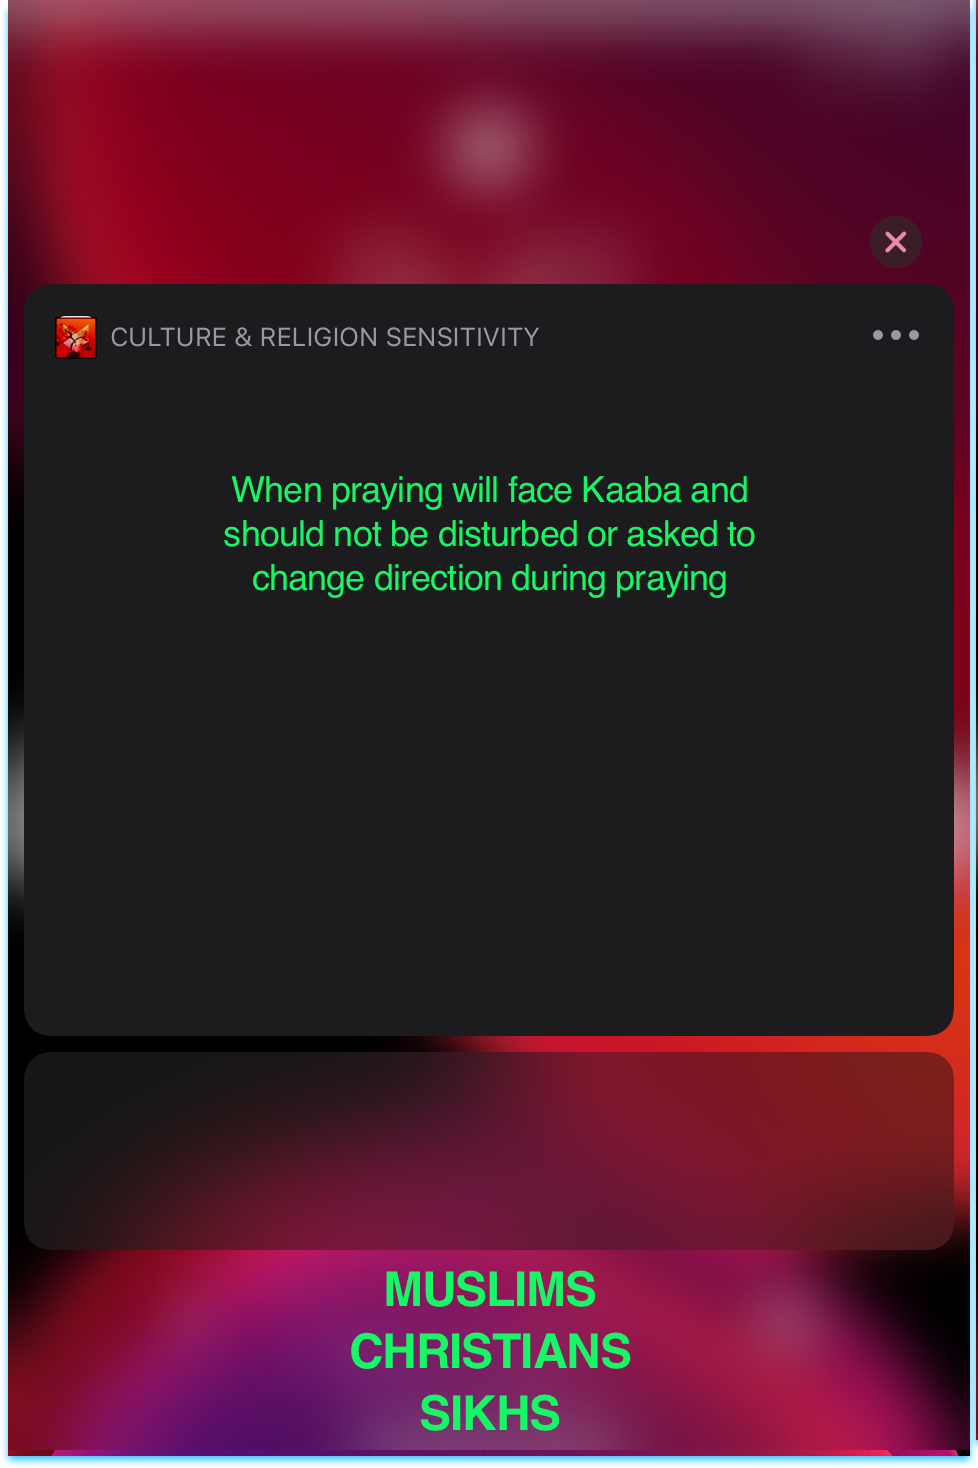 CULTURE & RELIGION SENSITIVITY
When praying will face Kaaba and
should not be disturbed or asked to
change direction during praying
MUSLIMS
CHRISTIANS
SIKHS